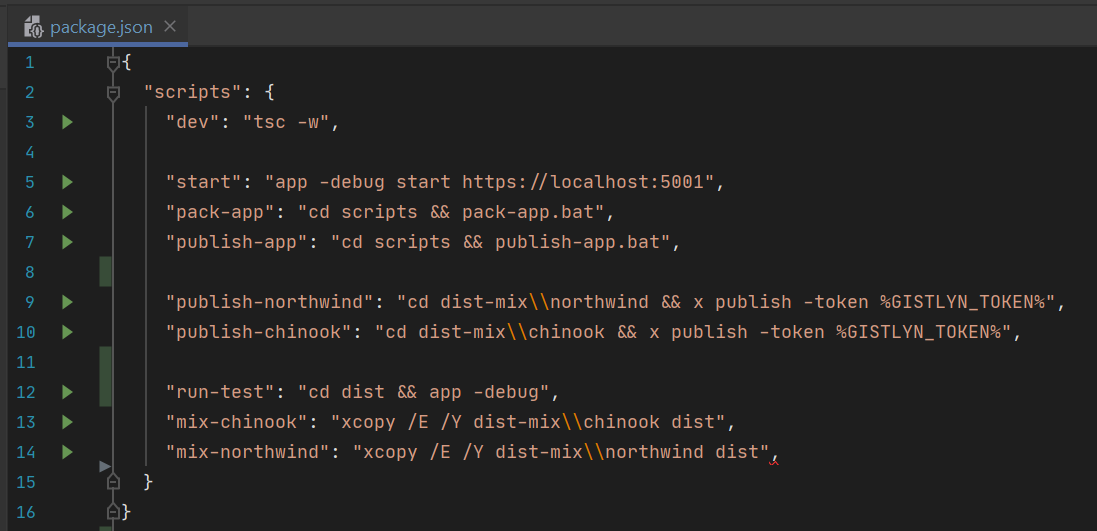 package.json
1 {
2 "scripts": {
3 "dev": "tsc -w",
4
5 "start": "app -debug start https://localhost:5001",
6 "pack-app": "cd scripts && pack-app.bat",
7 "publish-app": "cd scripts && publish-app.bat",
8
9 "publish-northwind": "cd dist-mix\\northwind && x publish -token %GISTLYN_TOKEN%",
10 "publish-chinook": "cd dist-mix\\chinook && x publish -token %GISTLYN_TOKEN%",
11
12 "run-test": "cd dist && app -debug",
13 "mix-chinook": "xcopy /E /Y dist-mix\\chinook dist",
14 "mix-northwind": "xcopy /E /Y dist-mix\\northwind dist",
15 }
16 }